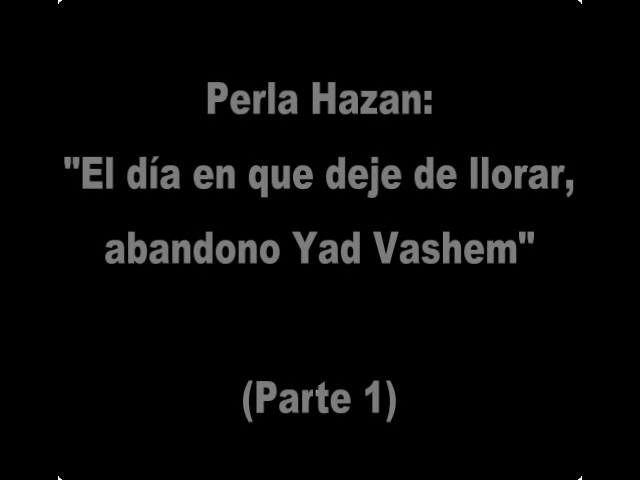 Perla Hazan:
"El día en que deje de llorar,
abandono Yad Vashem"
(Parte 1)